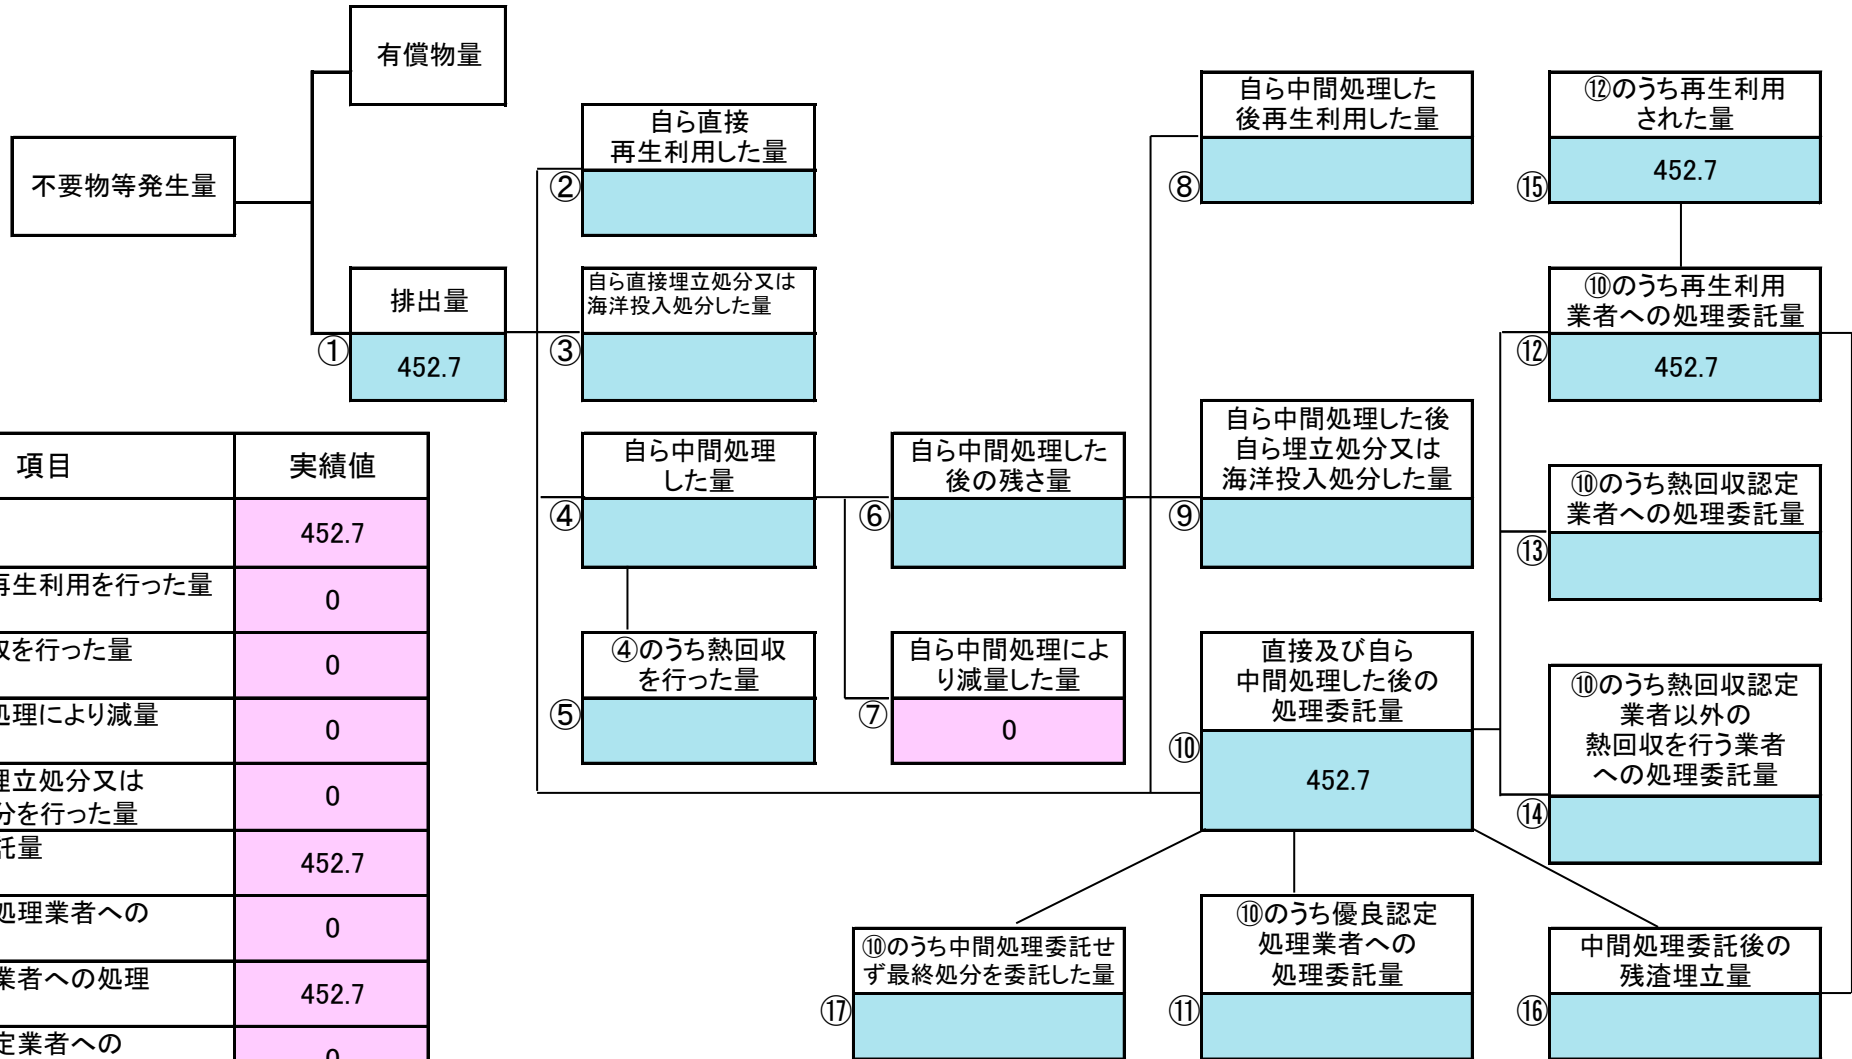 有償物量
不要物等発生量
排出量
①
452.7
自ら直接
再生利用した量
②
自ら直接埋立処分又は
海洋投入処分した量
③
自ら中間処理
した量
④
④のうち熱回収
を行った量
⑤
自ら中間処理した
後の残さ量
⑥
自ら中間処理によ
り減量した量
⑦
0
自ら中間処理した
後再生利用した量
⑧
自ら中間処理した後
自ら埋立処分又は
海洋投入処分した量
⑨
直接及び自ら
中間処理した後の
処理委託量
⑩
452.7
⑫のうち再生利用
された量
⑮
452.7
⑩のうち再生利用
業者への処理委託量
⑫
452.7
⑩のうち熱回収認定
業者への処理委託量
⑬
⑩のうち熱回収認定
業者以外の
熱回収を行う業者
への処理委託量
⑭
⑩のうち中間処理委託せ
ず最終処分を委託した量
⑰
⑩のうち優良認定
処理業者への
処理委託量
⑪
中間処理委託後の
残渣埋立量
⑯
項目 実績値
452.7
再生利用を行った量 0
を行った量 0
処理により減量 0
埋立処分又は
分を行った量 0
託量 452.7
処理業者への 0
業者への処理 452.7
定業者への 0